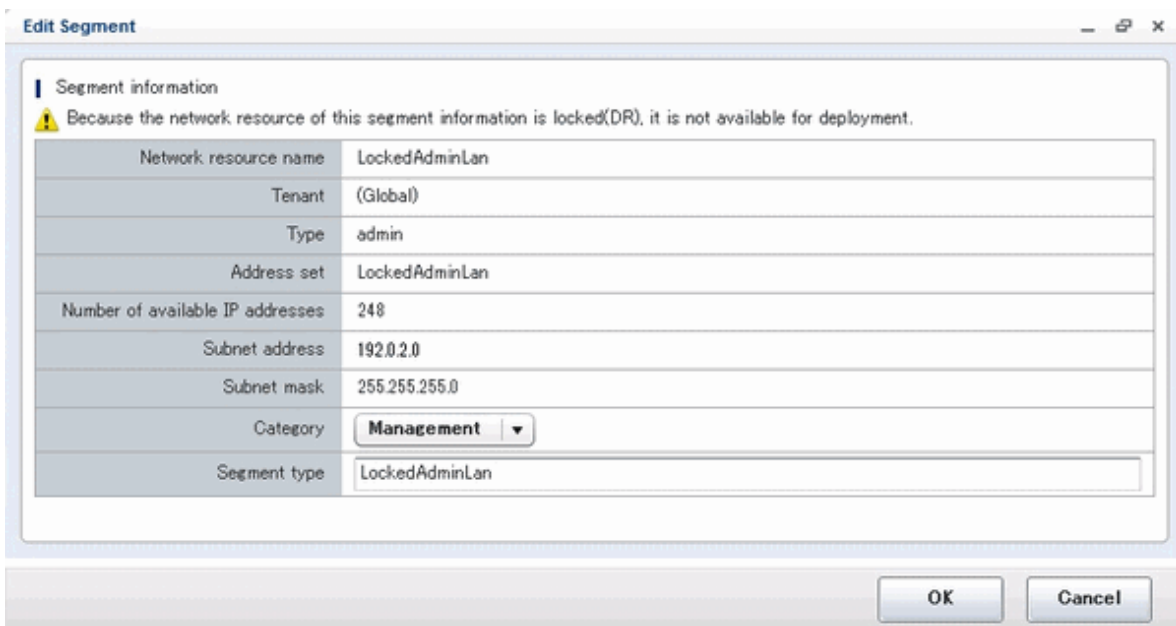 Edit Segment
Segment information
Because the network resource of this segment information is locked(DR), it is not available for deployment.
Network resource name LockedAdminLan
Tenant (Global)
Type admin
Address set LockedAdminLan
Number of available IP addresses 248
Subnet address 192.0.2.0
Subnet mask 255.255.255.0
Category Management
Segment type LockedAdminLan
OK Cancel